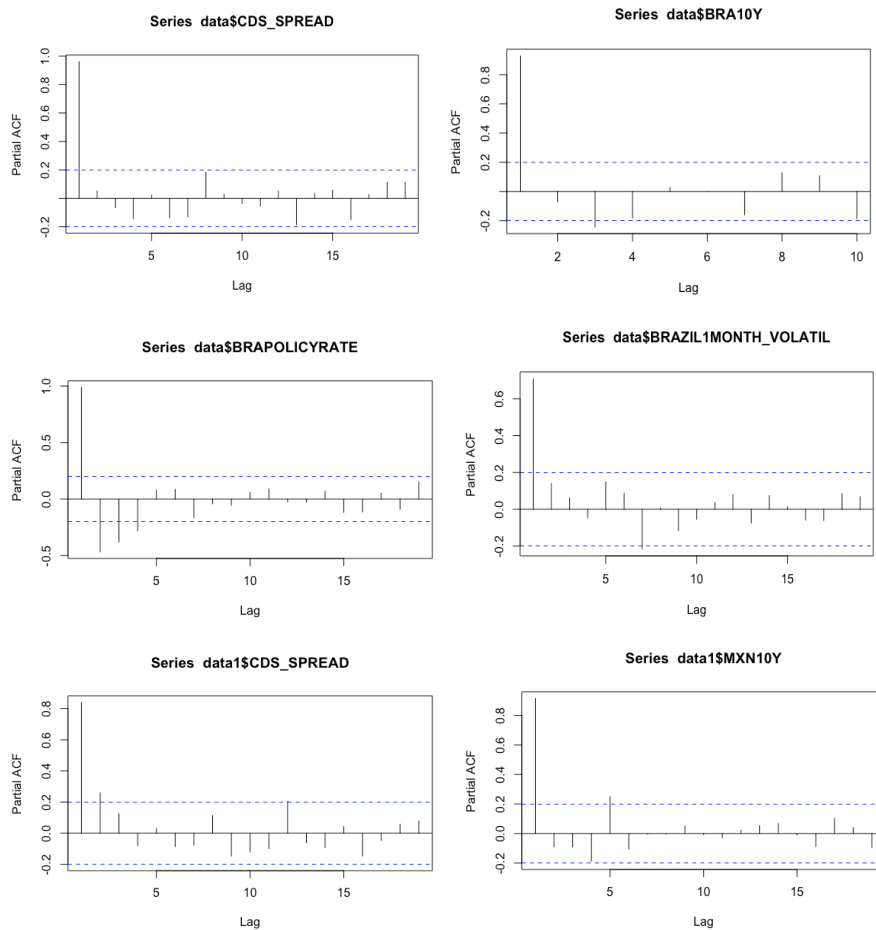 Series data$CDS_SPREAD
Partial ACF
1.0
0.8
0.6
0.4
0.2
-0.2
5
10
15
Lag
Series data$BRA10Y
Partial ACF
0.8
0.6
0.4
0.2
-0.2
2
4
6
8
10
Lag
Series data$BRAPOLICYRATE
Partial ACF
1.0
0.5
0.0
-0.5
5
10
15
Lag
Series data$BRAZIL1MONTH_VOLATIL
Partial ACF
0.6
0.4
0.2
0.0
-0.2
5
10
15
Lag
Series data1$CDS_SPREAD
Partial ACF
0.8
0.6
0.4
0.2
0.0
-0.2
5
10
15
Lag
Series data1$MXN10Y
Partial ACF
0.8
0.6
0.4
0.2
0.0
-0.2
5
10
15
Lag